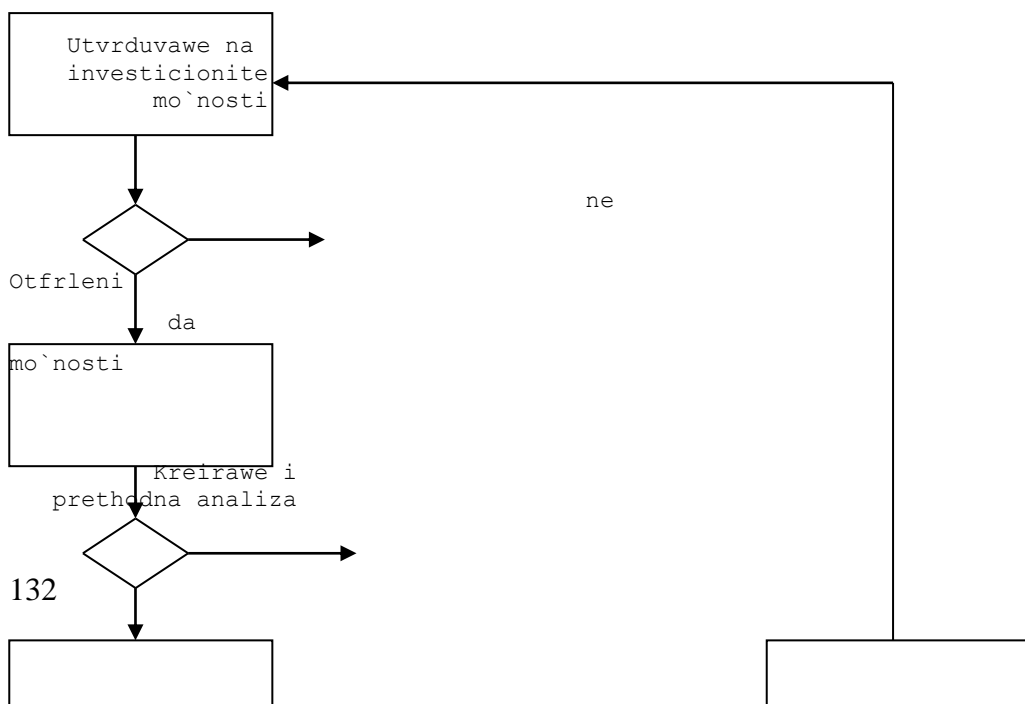 Utvrduvawe na
investicionite
mo`nosti
ne
Otfrleni
da
mo`nosti
Kreirawe i
prethodna analiza
132